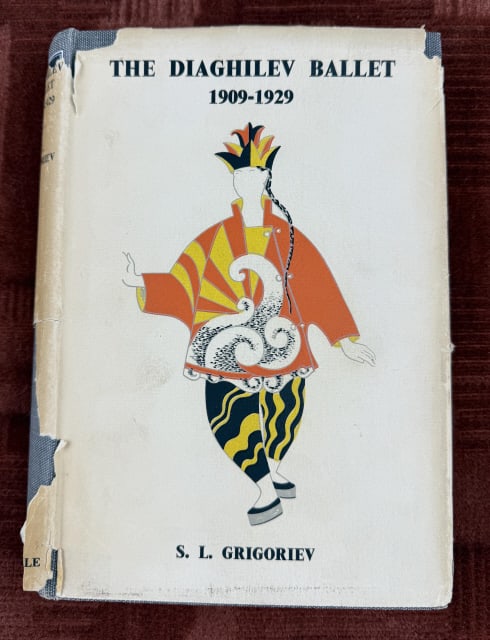 THE DIAGHILEV BALLET
1909-1929
S. L. GRIGORIEV